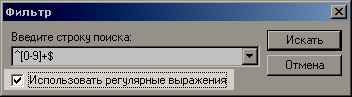 Фильтр
Введите строку поиска:
^[0-9]+$
Использовать регулярные выражения
Искать
Отмена